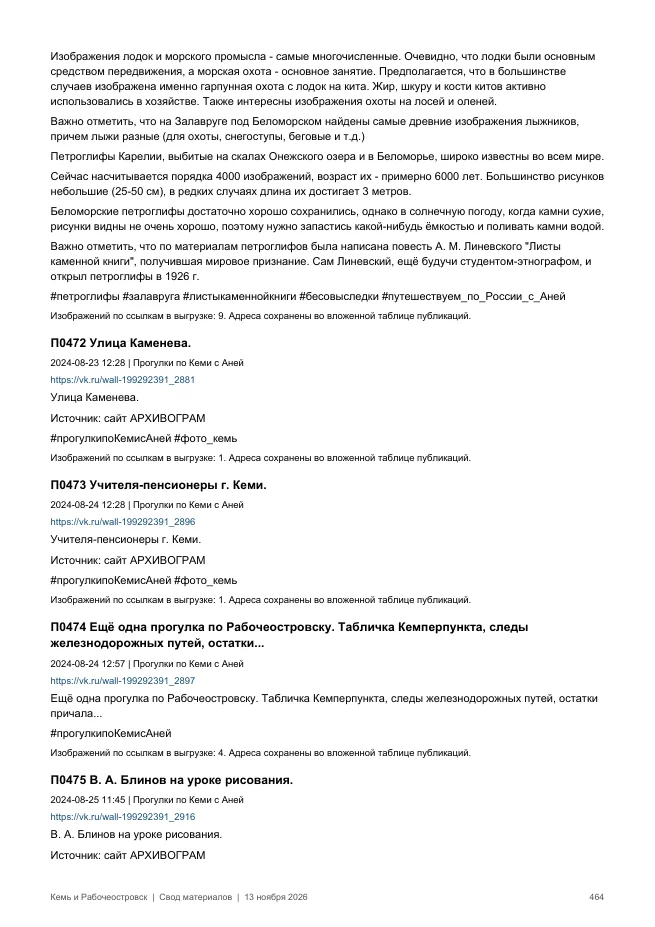 Изображения лодок и морского промысла - самые многочисленные. Очевидно, что лодки были основным
средством передвижения, а морская охота - основное занятие. Предполагается, что в большинстве
случаев изображена именно гарпунная охота с лодок на кита. Жир, шкуру и кости китов активно
использовались в хозяйстве. Также интересны изображения охоты на лосей и оленей.
Важно отметить, что на Залавруге под Беломорском найдены самые древние изображения лыжников,
причем лыжи разные (для охоты, снегоступы, беговые и т.д.)
Петроглифы Карелии, выбитые на скалах Онежского озера и в Беломорье, широко известны во всем мире.
Сейчас насчитывается порядка 4000 изображений, возраст их - примерно 6000 лет. Большинство рисунков
небольшие (25-50 см), в редких случаях длина их достигает 3 метров.
Беломорские петроглифы достаточно хорошо сохранились, однако в солнечную погоду, когда камни сухие,
рисунки видны не очень хорошо, поэтому нужно запастись какой-нибудь ёмкостью и поливать камни водой.
Важно отметить, что по материалам петроглифов была написана повесть А. М. Линевского "Листы
каменной книги", получившая мировое признание. Сам Линевский, ещё будучи студентом-этнографом, и
открыл петроглифы в 1926 г.
#петроглифы #залавруга #листыкаменнойкниги #бесовыследки #путешествуем_по_России_с_Аней
Изображений по ссылкам в выгрузке: 9. Адреса сохранены во вложенной таблице публикаций.
П0472 Улица Каменева.
2024-08-23 12:28 | Прогулки по Кеми с Аней
https://vk.ru/wall-199292391_2881
Улица Каменева.
Источник: сайт АРХИВОГРАМ
#прогулкипоКемисАней #фото_кемь
Изображений по ссылкам в выгрузке: 1. Адреса сохранены во вложенной таблице публикаций.
П0473 Учителя-пенсионеры г. Кеми.
2024-08-24 12:28 | Прогулки по Кеми с Аней
https://vk.ru/wall-199292391_2896
Учителя-пенсионеры г. Кеми.
Источник: сайт АРХИВОГРАМ
#прогулкипоКемисАней #фото_кемь
Изображений по ссылкам в выгрузке: 1. Адреса сохранены во вложенной таблице публикаций.
П0474 Ещё одна прогулка по Рабочеостровску. Табличка Кемперпункта, следы
железнодорожных путей, остатки...
2024-08-24 12:57 | Прогулки по Кеми с Аней
https://vk.ru/wall-199292391_2897
Ещё одна прогулка по Рабочеостровску. Табличка Кемперпункта, следы железнодорожных путей, остатки
причала...
#прогулкипоКемисАней
Изображений по ссылкам в выгрузке: 4. Адреса сохранены во вложенной таблице публикаций.
П0475 В. А. Блинов на уроке рисования.
2024-08-25 11:45 | Прогулки по Кеми с Аней
https://vk.ru/wall-199292391_2916
В. А. Блинов на уроке рисования.
Источник: сайт АРХИВОГРАМ
Кемь и Рабочеостровск | Свод материалов | 13 ноября 2026
464